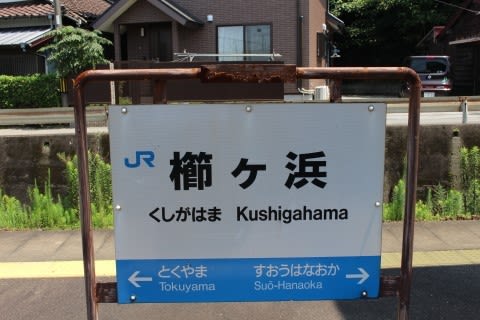 JR
櫛ヶ浜
くしがはま Kushigahama
← とくやま すおうはなおか →
Tokuyama Suō-Hanaoka